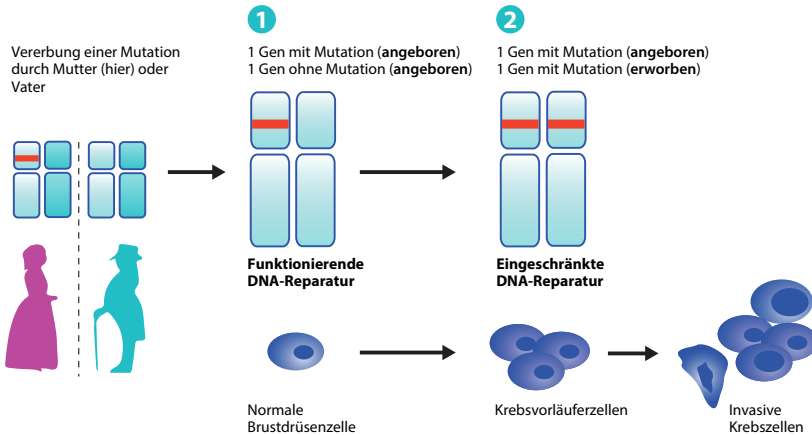 Vererbung einer Mutation
durch Mutter (hier) oder
Vater
1
1 Gen mit Mutation (angeboren)
1 Gen ohne Mutation (angeboren)
2
1 Gen mit Mutation (angeboren)
1 Gen mit Mutation (erworben)
Funktionierende
DNA-Reparatur
Eingeschränkte
DNA-Reparatur
Normale
Brustdrüsenzelle
Krebsvorläuferzellen
Invasive
Krebszellen